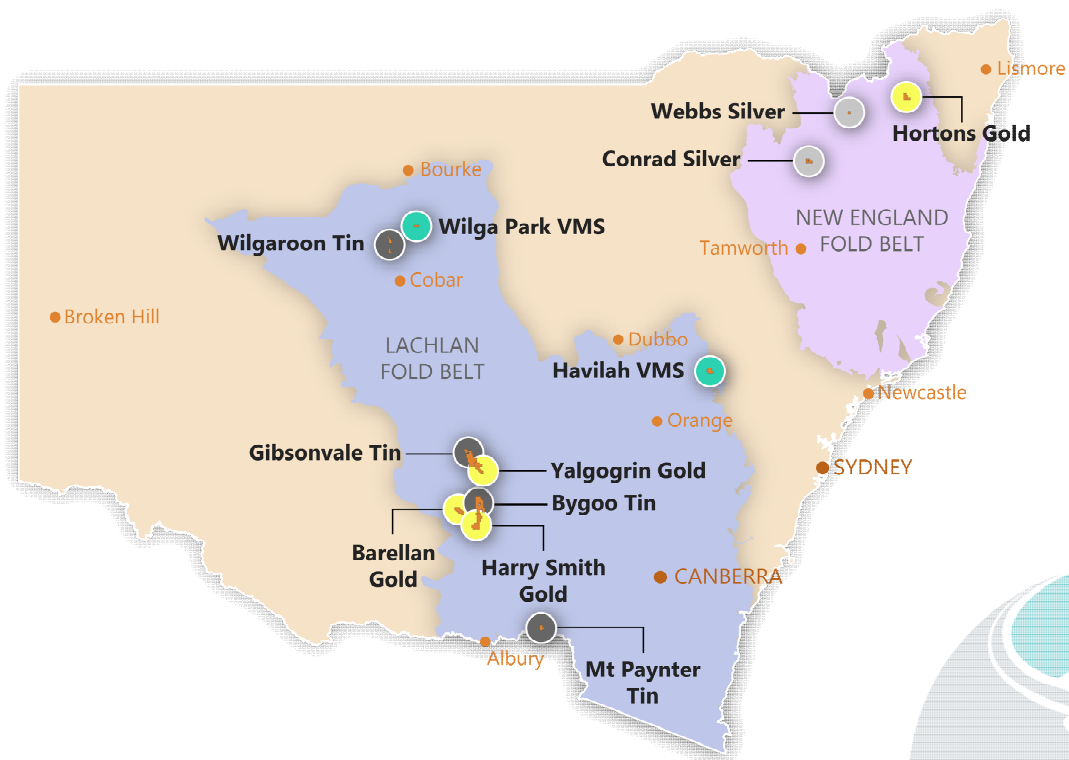 Lismore
Webbs Silver
Hortons Gold
Conrad Silver
Bourke
NEW ENGLAND
FOLD BELT
Wilga Park VMS
Wilgaroon Tin
Tamworth
Cobar
Broken Hill
Dubbo
LACHLAN
FOLD BELT
Havilah VMS
Newcastle
Orange
Gibsonvale Tin
SYDNEY
Yalgogrin Gold
Bygoo Tin
Barellan
Gold
Harry Smith
Gold
CANBERRA
Albury
Mt Paynter
Tin